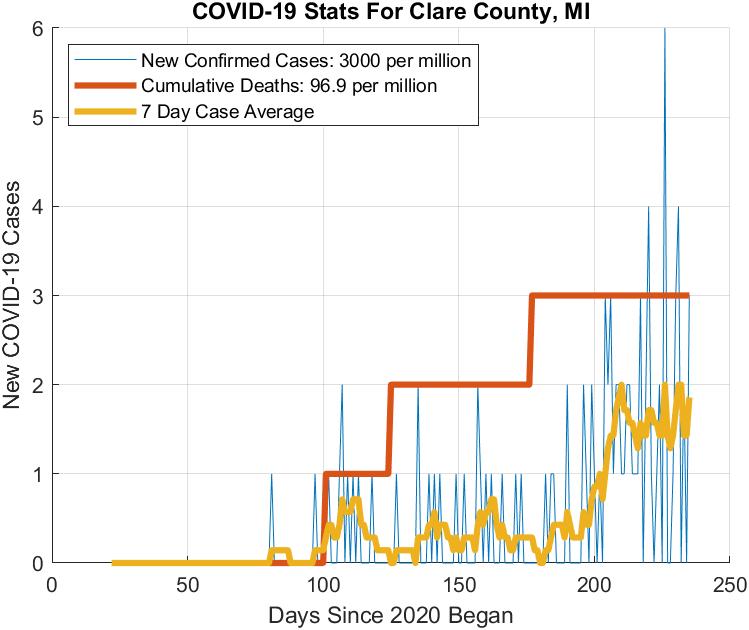 COVID-19 Stats For Clare County, MI
New Confirmed Cases: 3000 per million
Cumulative Deaths: 96.9 per million
7 Day Case Average
New COVID-19 Cases
6
5
4
3
2
1
0
0 50 100 150 200 250
Days Since 2020 Began